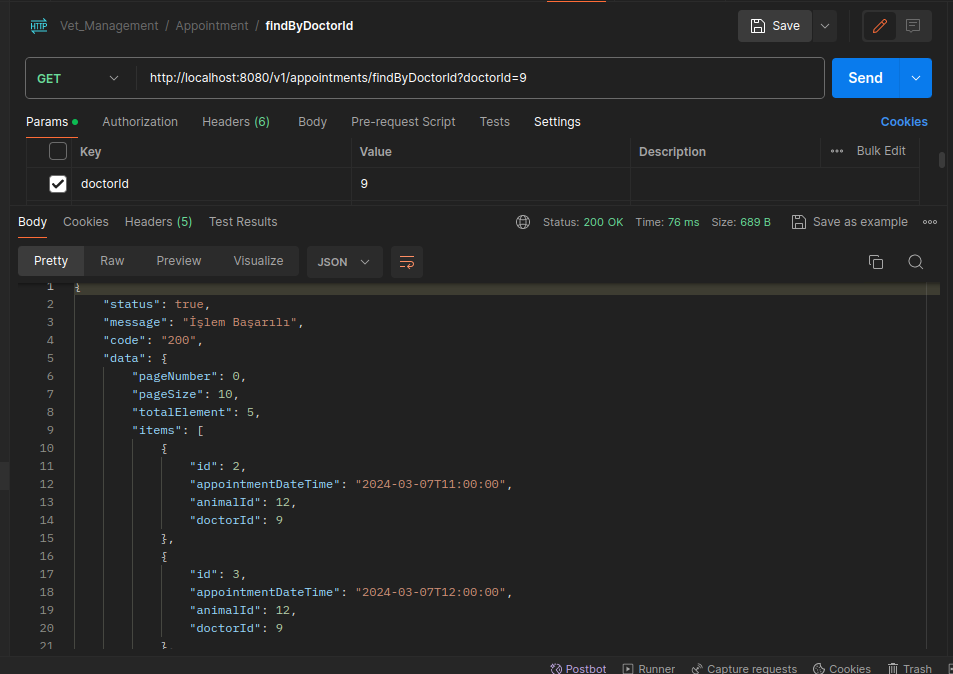 HTTP Vet_Management / Appointment / findByDoctorId Save
GET http://localhost:8080/v1/appointments/findByDoctorId?doctorId=9 Send
Params Authorization Headers (6) Body Pre-request Script Tests Settings Cookies
Key Value Description ••• Bulk Edit
doctorId 9
Body Cookies Headers (5) Test Results Status: 200 OK Time: 76 ms Size: 689 B Save as example •••
Pretty Raw Preview Visualize JSON
1 {
2 "status": true,
3 "message": "İşlem Başarılı",
4 "code": "200",
5 "data": {
6 "pageNumber": 0,
7 "pageSize": 10,
8 "totalElement": 5,
9 "items": [
10 {
11 "id": 2,
12 "appointmentDateTime": "2024-03-07T11:00:00",
13 "animalId": 12,
14 "doctorId": 9
15 },
16 {
17 "id": 3,
18 "appointmentDateTime": "2024-03-07T12:00:00",
19 "animalId": 12,
20 "doctorId": 9
21 },
Postbot Runner Capture requests Cookies Trash